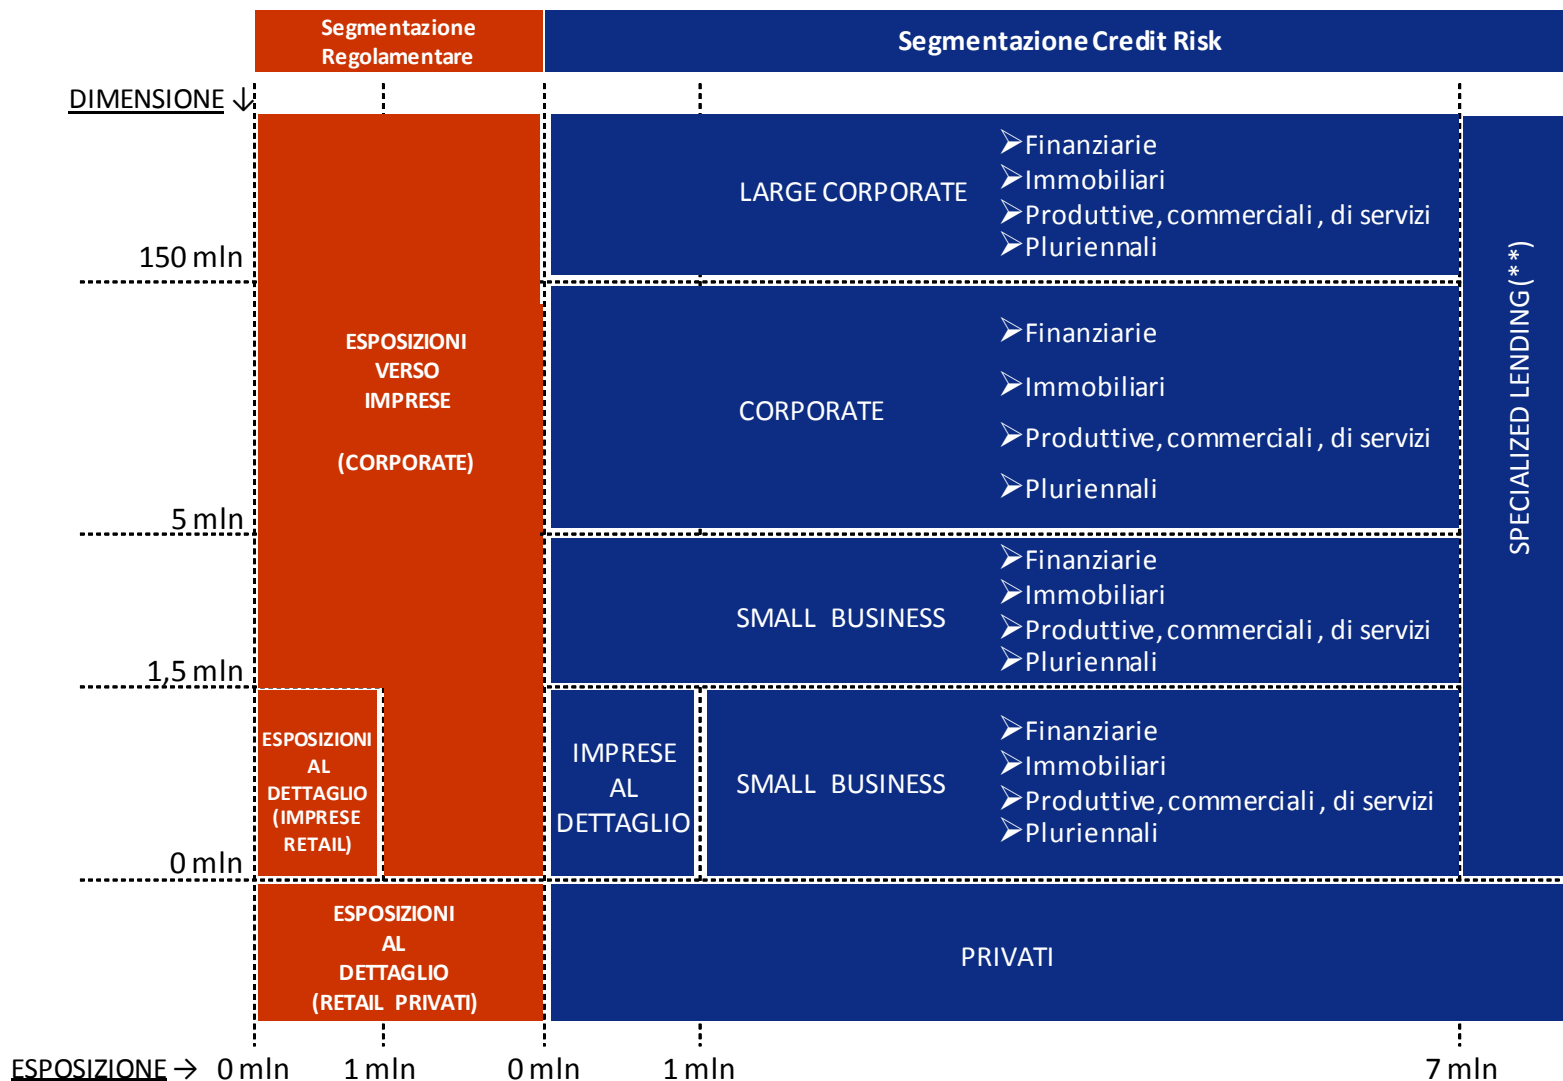 Segmentazione
Regolamentare
Segmentazione Credit Risk
DIMENSIONE ↓
➢Finanziarie
➢Immobiliari
LARGE CORPORATE
➢Produttive, commerciali , di servizi
➢Pluriennali
150 mln
ESPOSIZIONI
VERSO
IMPRESE
(CORPORATE)
➢Finanziarie
➢Immobiliari
CORPORATE
➢Produttive, commerciali , di servizi
➢Pluriennali
SPECIALIZED LENDING (**)
5 mln
➢Finanziarie
➢Immobiliari
SMALL BUSINESS
➢Produttive, commerciali , di servizi
➢Pluriennali
1,5 mln
ESPOSIZIONI
AL
DETTAGLIO
(IMPRESE
RETAIL)
IMPRESE
AL
DETTAGLIO
SMALL BUSINESS
➢Finanziarie
➢Immobiliari
➢Produttive, commerciali , di servizi
➢Pluriennali
0 mln
ESPOSIZIONI
AL
DETTAGLIO
(RETAIL PRIVATI)
PRIVATI
ESPOSIZIONE → 0 mln 1 mln 0 mln 1 mln 7 mln